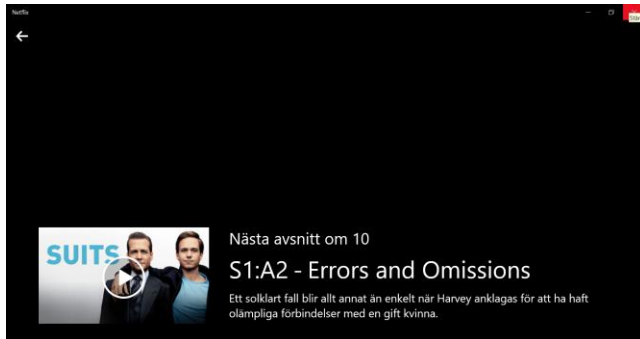 Netflix
SUITS
Nästa avsnitt om 10
S1:A2 - Errors and Omissions
Ett solklart fall blir allt annat än enkelt när Harvey anklagas för att ha haft
olämpliga förbindelser med en gift kvinna.